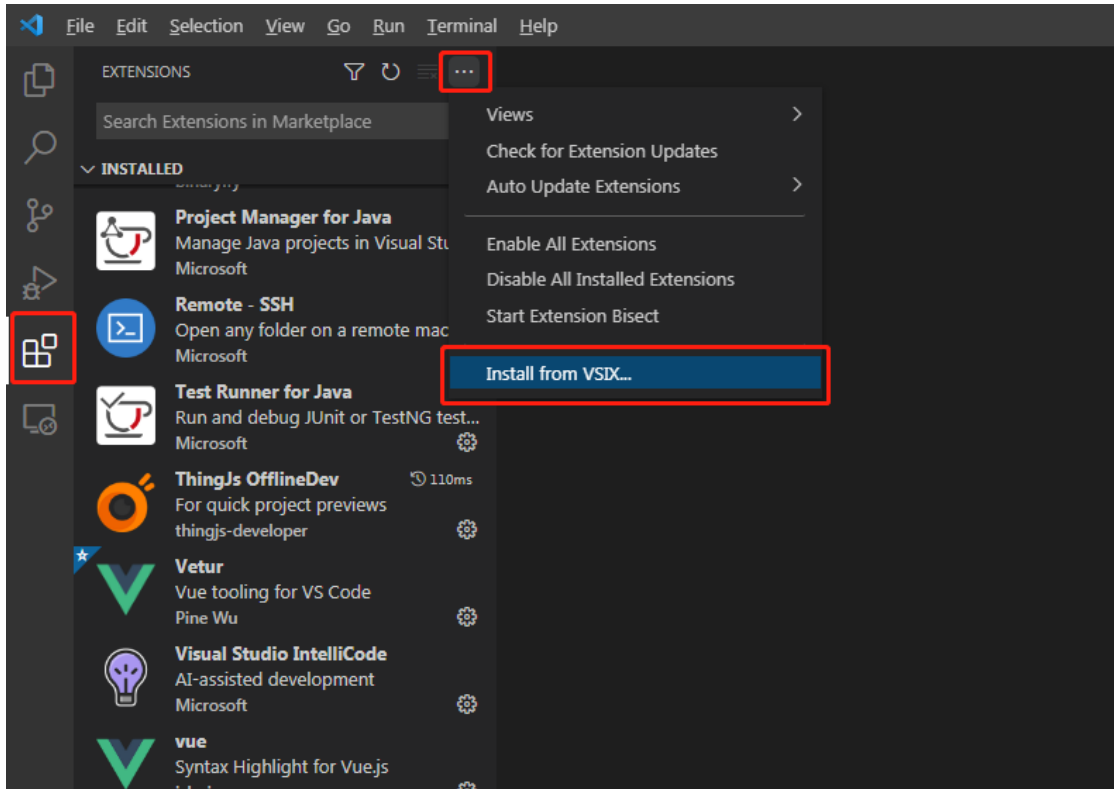 File Edit Selection View Go Run Terminal Help
EXTENSIONS
Search Extensions in Marketplace
INSTALLED
Project Manager for Java
Manage Java projects in Visual Stu
Microsoft
Remote - SSH
Open any folder on a remote mac
Microsoft
Test Runner for Java
Run and debug JUnit or TestNG test...
Microsoft
ThingJs OfflineDev 110ms
For quick project previews
thingjs-developer
Vetur
Vue tooling for VS Code
Pine Wu
Visual Studio IntelliCode
AI-assisted development
Microsoft
vue
Syntax Highlight for Vue.js
Views
Check for Extension Updates
Auto Update Extensions
Enable All Extensions
Disable All Installed Extensions
Start Extension Bisect
Install from VSIX...